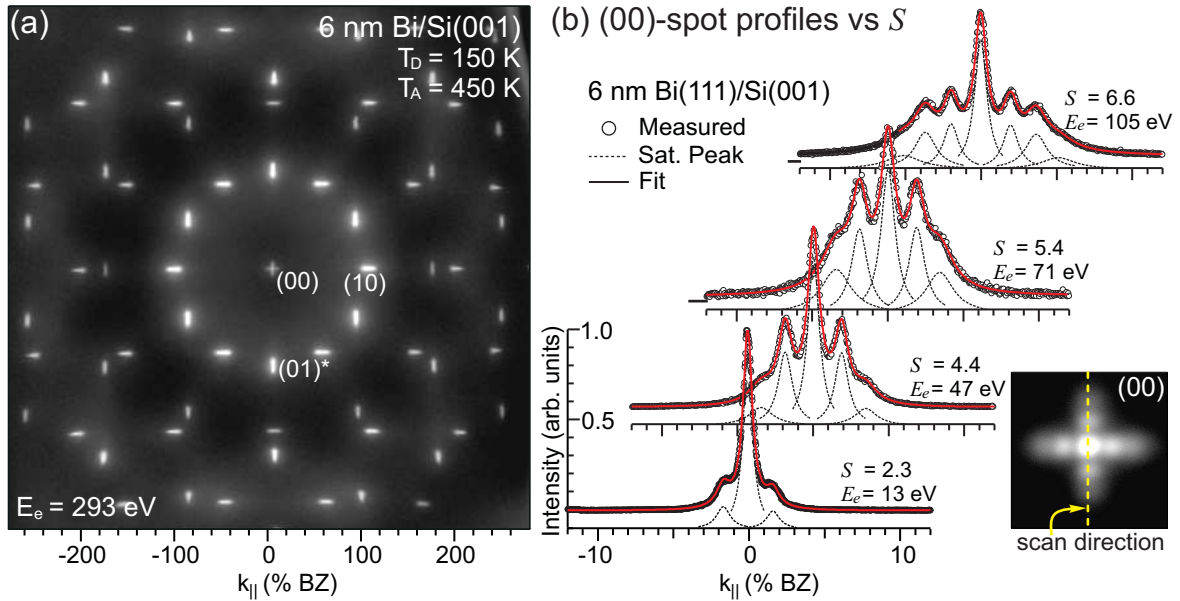 (a)
6 nm Bi/Si(001)
T_D = 150 K
T_A = 450 K
(00)
(10)
(01)*
E_e = 293 eV
-200
-100
0
100
200
k_|| (% BZ)
(b) (00)-spot profiles vs S
6 nm Bi(111)/Si(001)
Measured
Sat. Peak
Fit
S = 6.6
E_e = 105 eV
S = 5.4
E_e = 71 eV
S = 4.4
E_e = 47 eV
S = 2.3
E_e = 13 eV
1.0
0.5
Intensity (arb. units)
-10
0
10
k_|| (% BZ)
(00)
scan direction